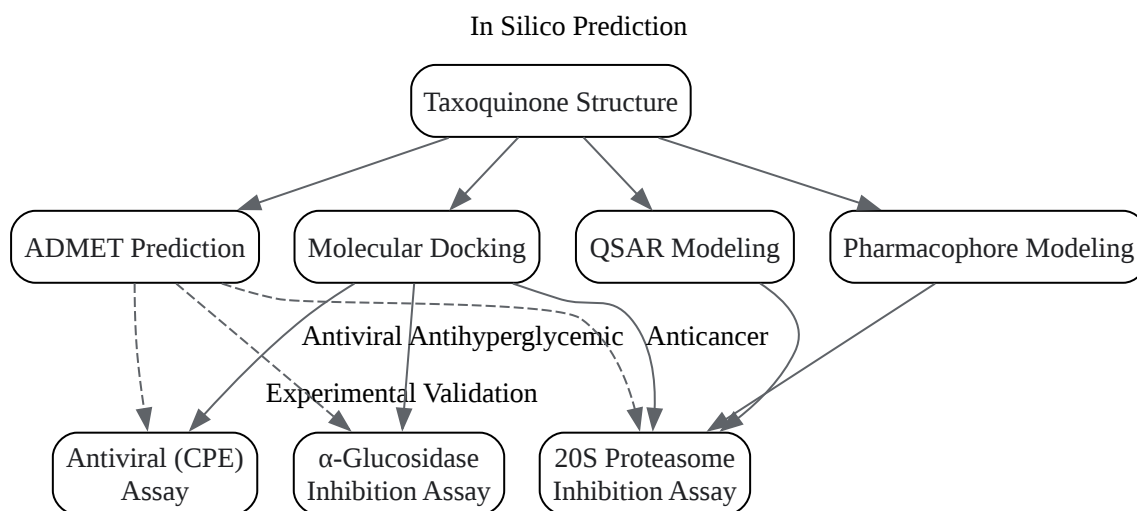 In Silico Prediction
Taxoquinone Structure
ADMET Prediction
Molecular Docking
QSAR Modeling
Pharmacophore Modeling
Antiviral
Antihyperglycemic
Anticancer
Experimental Validation
Antiviral (CPE)
Assay
α-Glucosidase
Inhibition Assay
20S Proteasome
Inhibition Assay